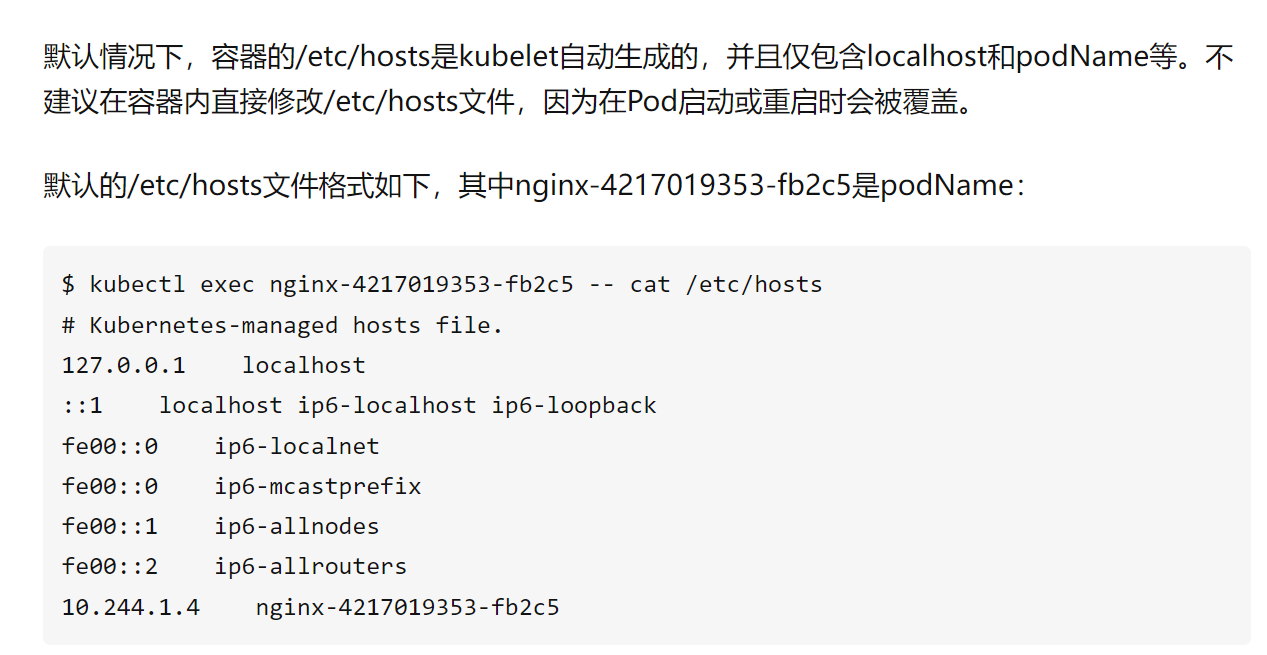 默认情况下，容器的/etc/hosts是kubelet自动生成的，并且仅包含localhost和podName等。不
建议在容器内直接修改/etc/hosts文件，因为在Pod启动或重启时会被覆盖。
默认的/etc/hosts文件格式如下，其中nginx-4217019353-fb2c5是podName：
$ kubectl exec nginx-4217019353-fb2c5 -- cat /etc/hosts
# Kubernetes-managed hosts file.
127.0.0.1    localhost
::1    localhost ip6-localhost ip6-loopback
fe00::0    ip6-localnet
fe00::0    ip6-mcastprefix
fe00::1    ip6-allnodes
fe00::2    ip6-allrouters
10.244.1.4    nginx-4217019353-fb2c5